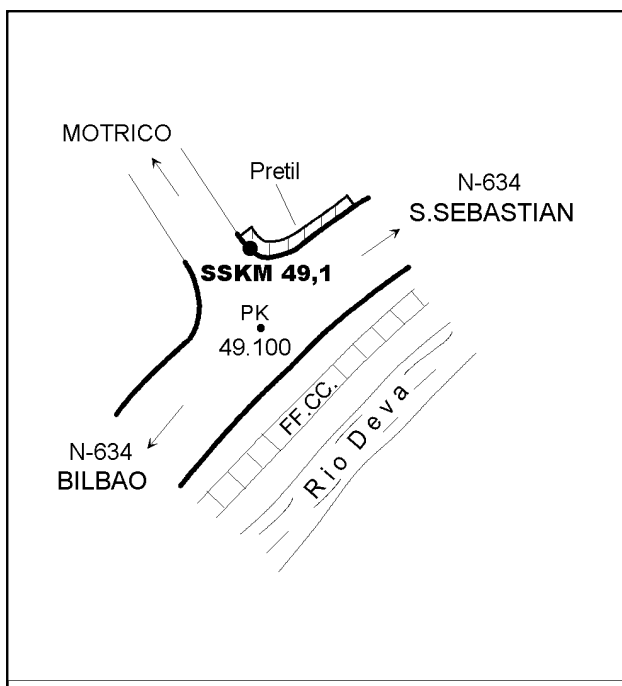 MOTRICO
Pretil
N-634
S.SEBASTIAN
SSKM 49,1
PK
49.100
FF.CC.
Rio Deva
N-634
BILBAO